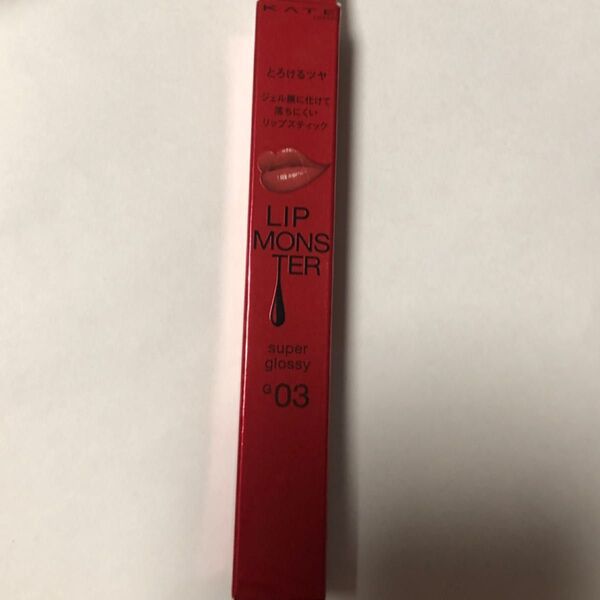 KATE
とろけるツヤ
ジェル膜に化けて
落ちにくい
リップスティック
LIP
MONS
TER
super
glossy
G03